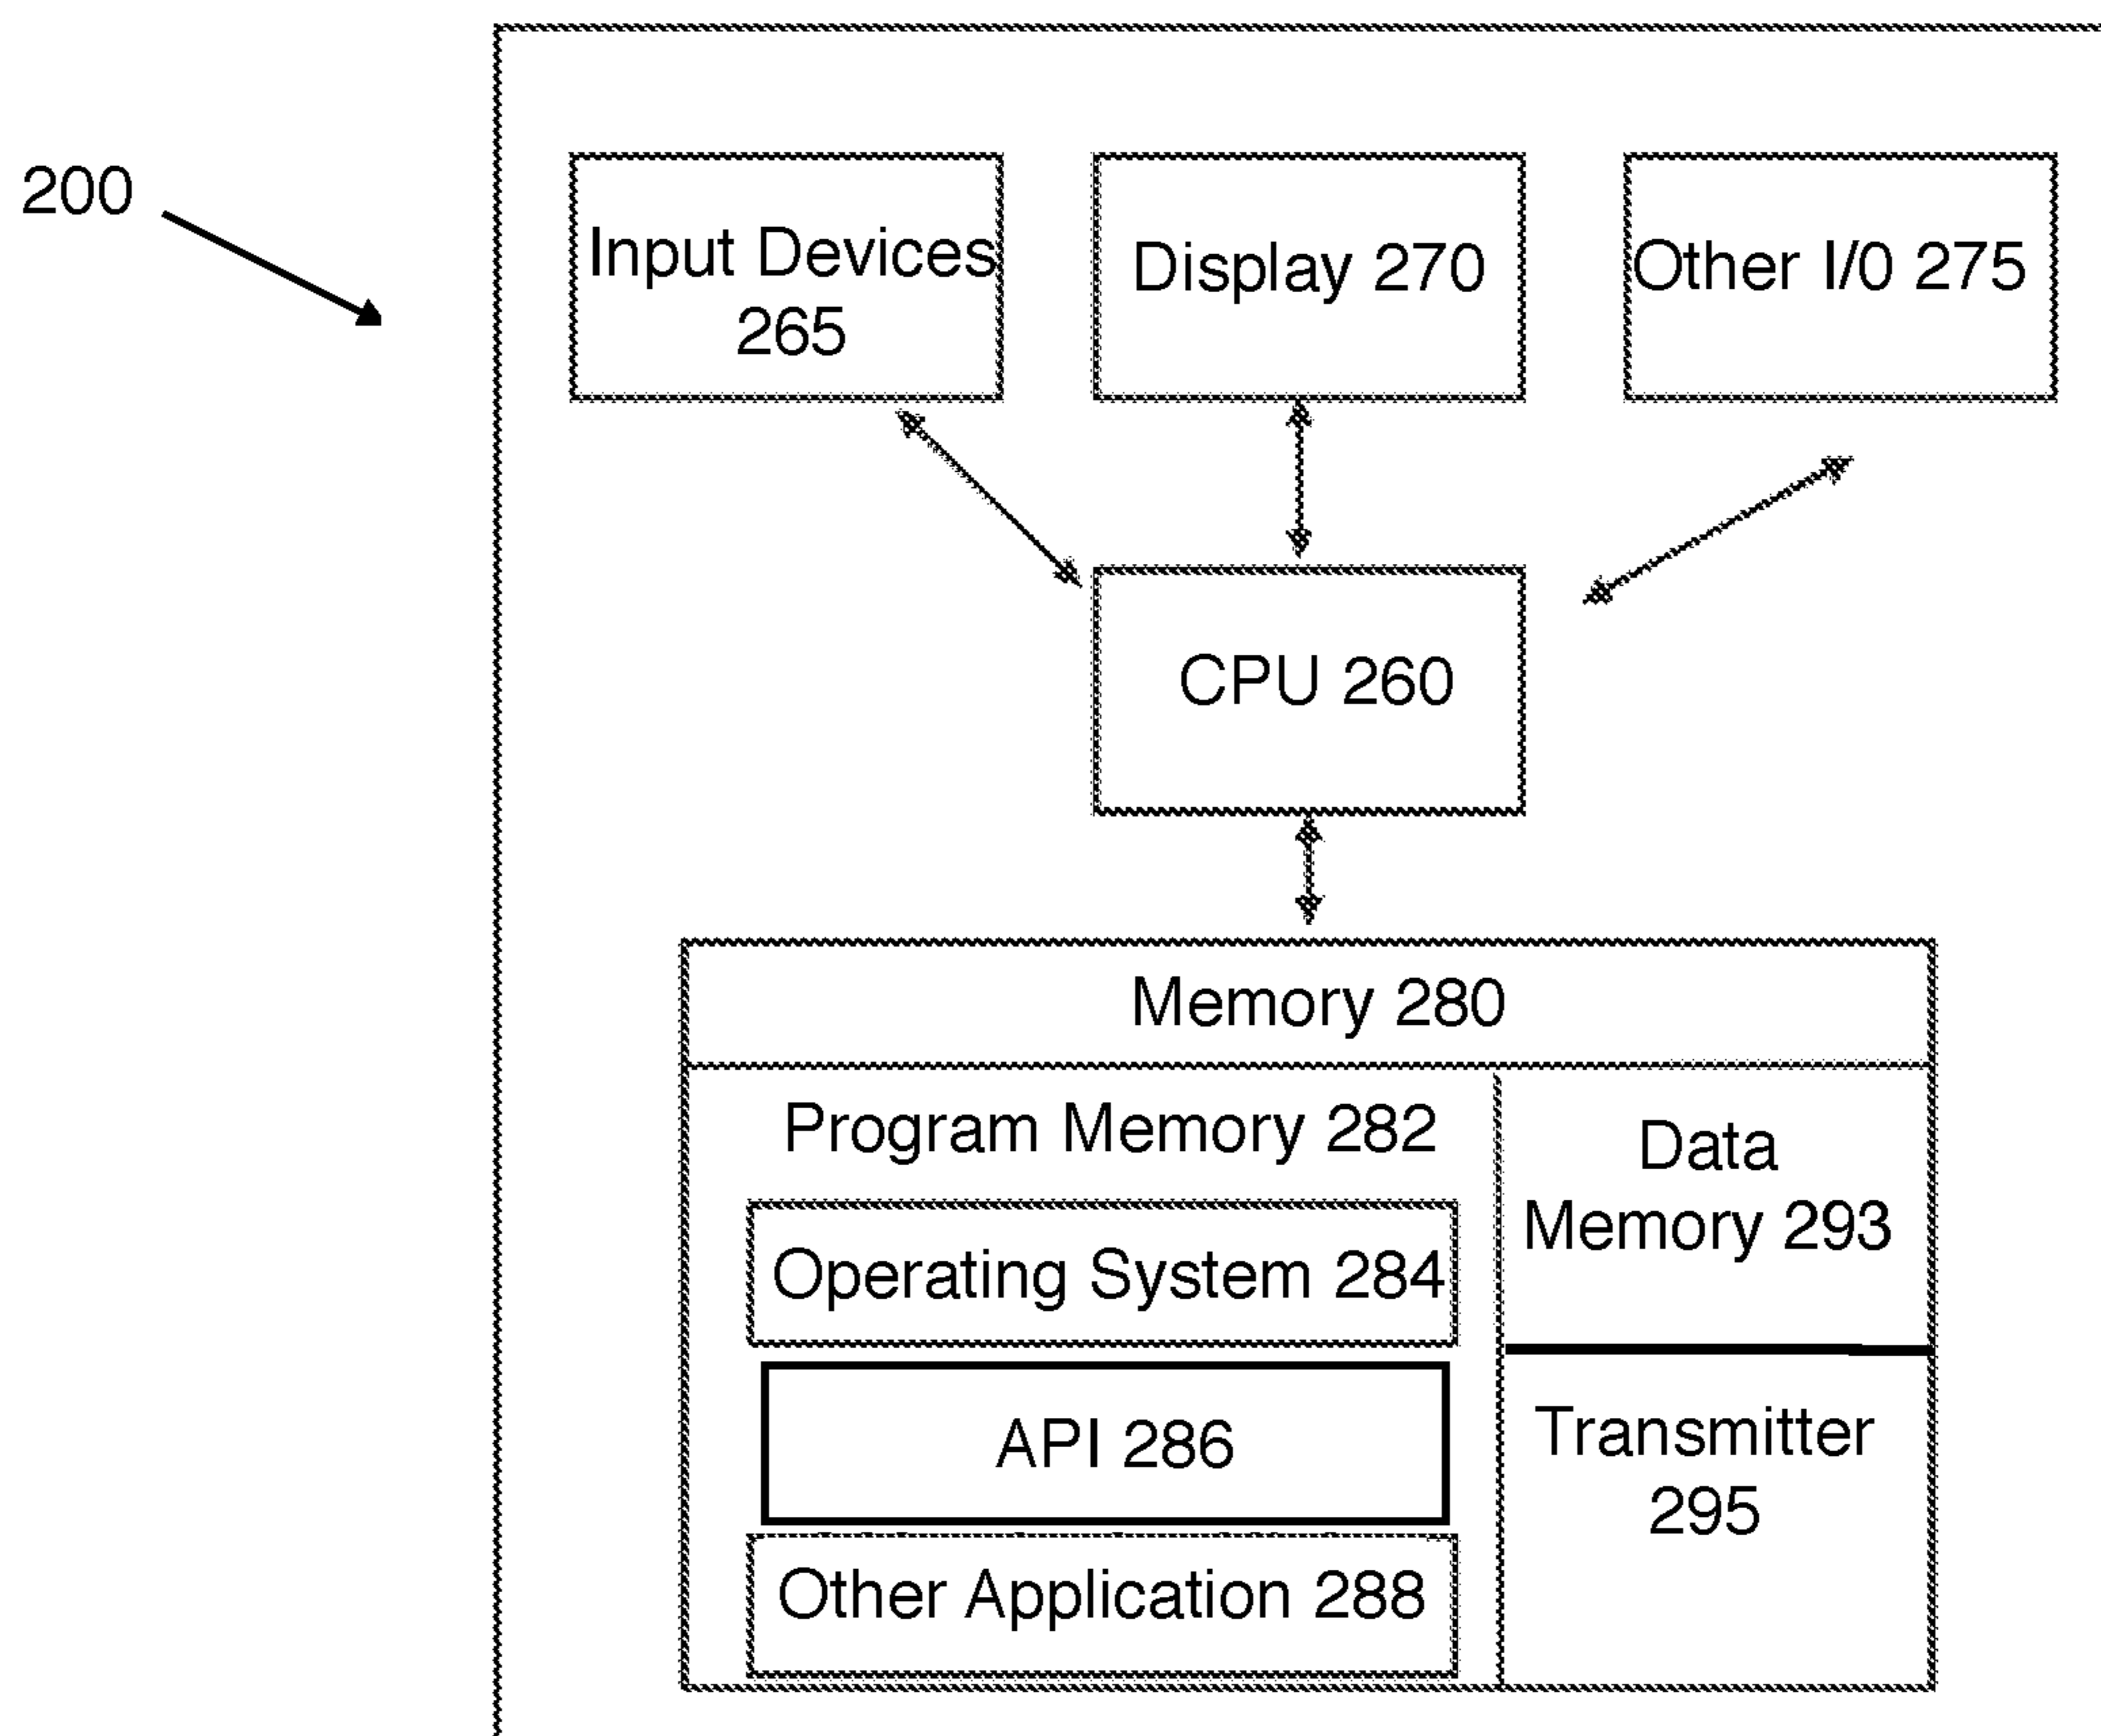 200
Input Devices
265
Display 270
Other I/0 275
CPU 260
Memory 280
Program Memory 282
Data
Memory 293
Operating System 284
API 286
Transmitter
295
Other Application 288